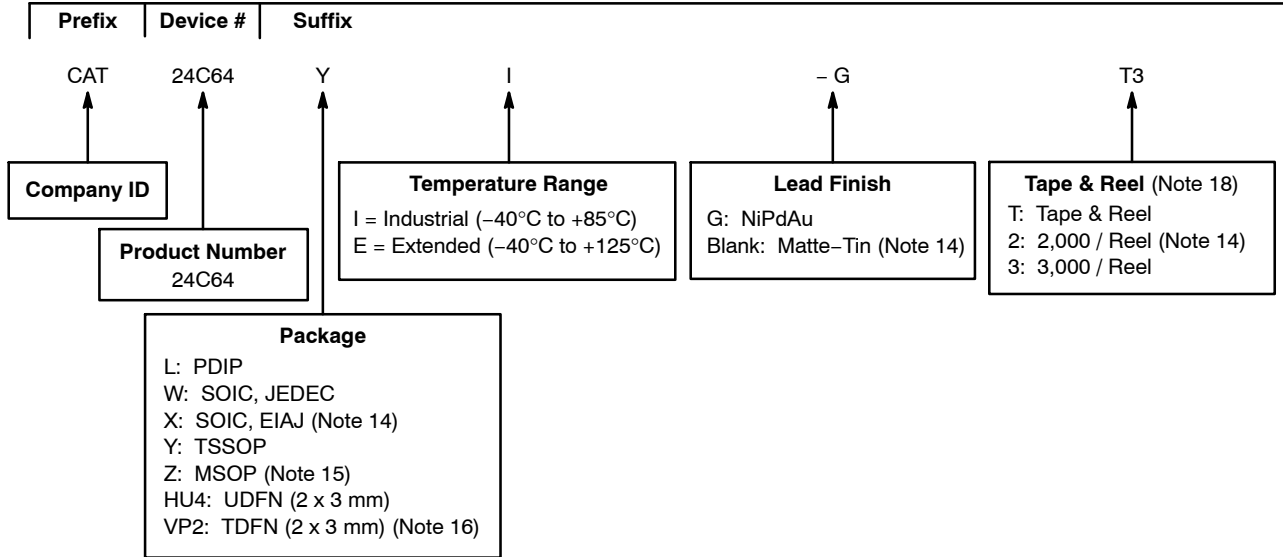 Prefix Device # Suffix
CAT 24C64 Y I – G T3
Company ID
Product Number
24C64
Temperature Range
I = Industrial (−40°C to +85°C)
E = Extended (−40°C to +125°C)
Lead Finish
G: NiPdAu
Blank: Matte−Tin (Note 14)
Tape & Reel (Note 18)
T: Tape & Reel
2: 2,000 / Reel (Note 14)
3: 3,000 / Reel
Package
L: PDIP
W: SOIC, JEDEC
X: SOIC, EIAJ (Note 14)
Y: TSSOP
Z: MSOP (Note 15)
HU4: UDFN (2 x 3 mm)
VP2: TDFN (2 x 3 mm) (Note 16)